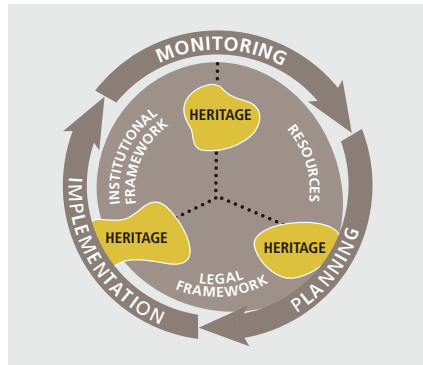 MONITORING
HERITAGE
INSTITUTIONAL
FRAMEWORK
RESOURCES
IMPLEMENTATION
HERITAGE
HERITAGE
LEGAL
FRAMEWORK
PLANNING